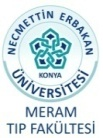 NECMETTİN ERBAKAN
KONYA
ÜNİVERSİTESİ
MERAM
TIP FAKÜLTESİ